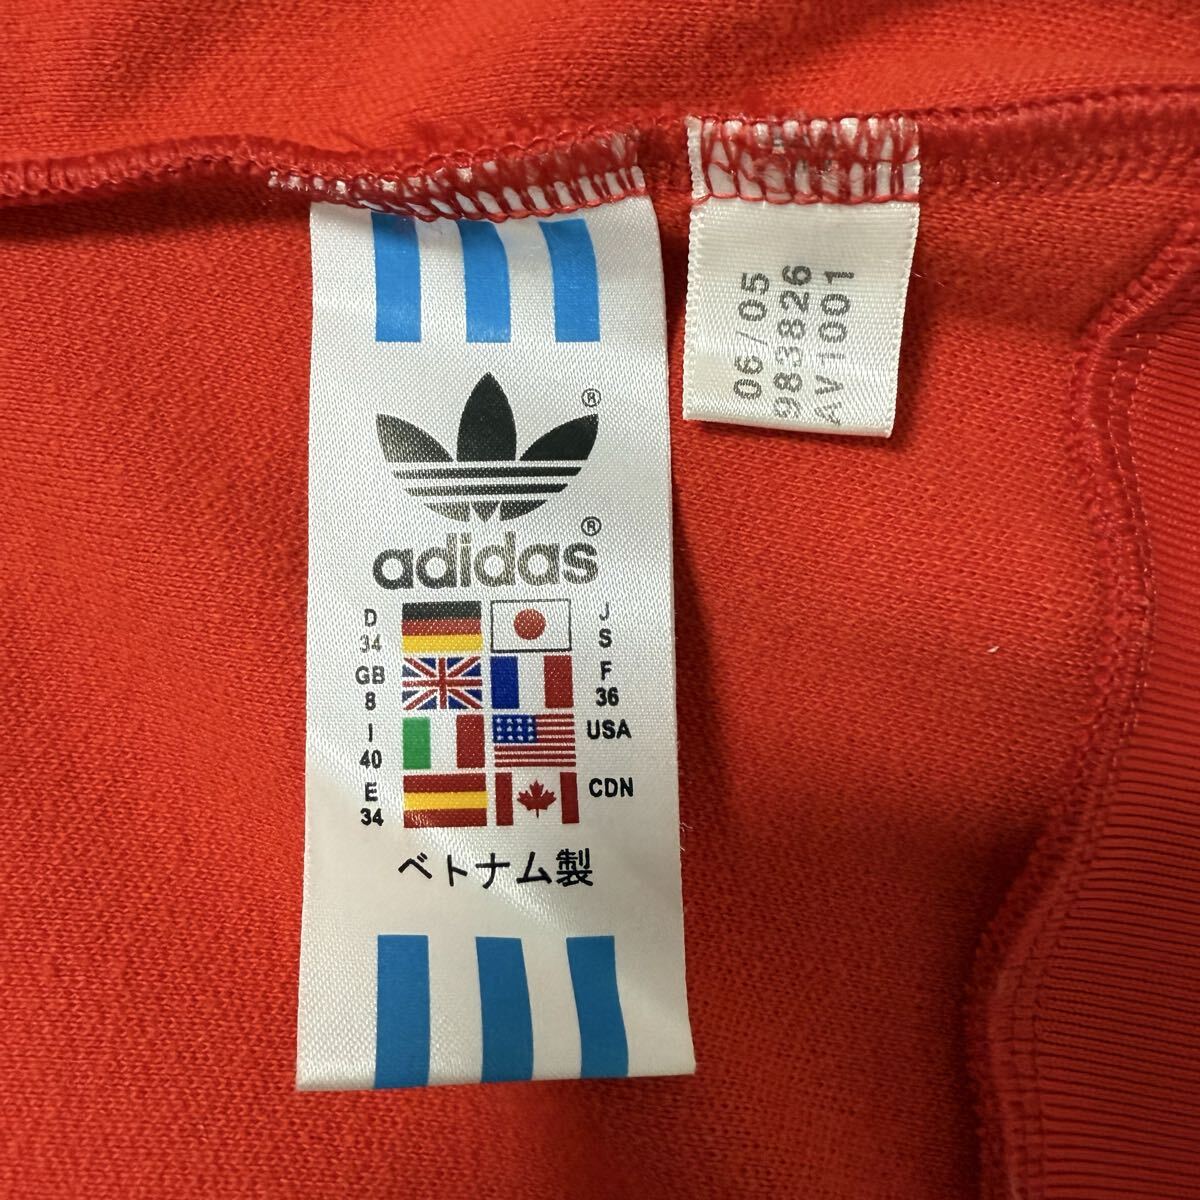 ®
®
adidas
D
34
J
S
GB
8
F
36
I
40
USA
E
34
CDN
ベトナム製
06/05
983826
AV1001